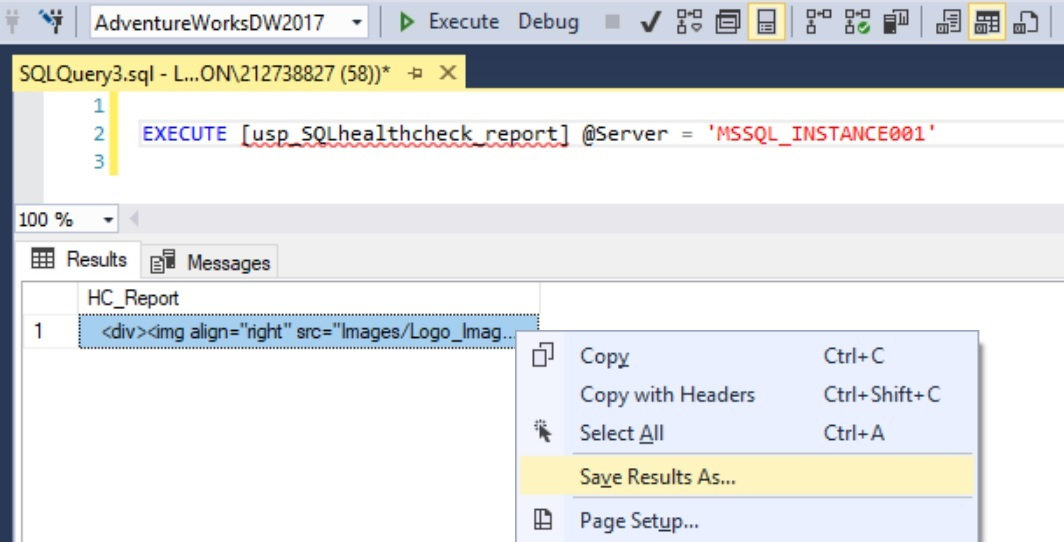 AdventureWorksDW2017 Execute Debug
SQLQuery3.sql - L...ON\212738827 (58))*
1
2 EXECUTE [usp_SQLhealthcheck_report] @Server = 'MSSQL_INSTANCE001'
3
100 %
Results Messages
HC_Report
1 <div><img align="right" src="Images/Logo_Imag...
Copy Ctrl+C
Copy with Headers Ctrl+Shift+C
Select All Ctrl+A
Save Results As...
Page Setup...